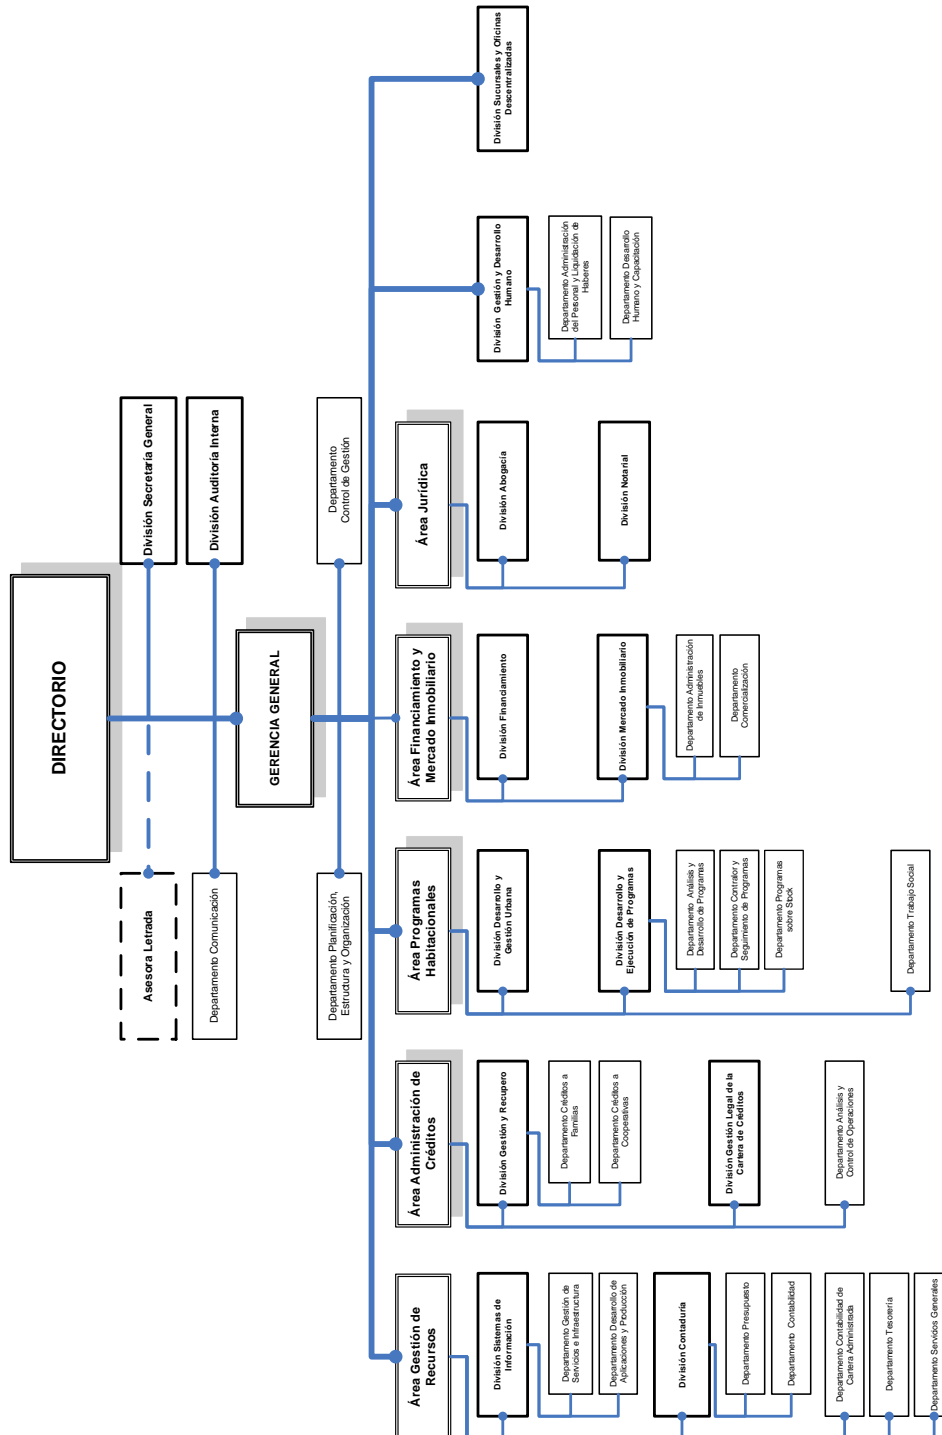 DIRECTORIO
Asesora Letrada
División Secretaría General
Departamento Comunicación
División Auditoría Interna
GERENCIA GENERAL
Departamento Planificación,
Estructura y Organización
Departamento
Control de Gestión
Área Gestión de
Recursos
División Sistemas de
Información
Departamento Gestión de
Servicios e Infraestructura
Departamento Desarrollo de
Aplicaciones y Producción
División Contaduría
Departamento Presupuesto
Departamento Contabilidad
Departamento Contabilidad de
Cartera Administrada
Departamento Tesorería
Departamento Servicios Generales
Área Administración de
Créditos
División Gestión y Recupero
Departamento Créditos a
Familias
Departamento Créditos a
Cooperativas
División Gestión Legal de la
Cartera de Créditos
Departamento Análisis y
Control de Operaciones
Área Programas
Habitacionales
División Desarrollo y
Gestión Urbana
División Desarrollo y
Ejecución de Programas
Departamento Análisis y
Desarrollo de Programas
Departamento Contralor y
Seguimiento de Programas
Departamento Programas
sobre Stock
Departamento Trabajo Social
Área Financiamiento y
Mercado Inmobiliario
División Financiamiento
División Mercado Inmobiliario
Departamento Administración
de Inmuebles
Departamento
Comercialización
Área Jurídica
División Abogacía
División Notarial
División Gestión y Desarrollo
Humano
Departamento Administración
del Personal y Liquidación de
Haberes
Departamento Desarrollo
Humano y Capacitación
División Sucursales y Oficinas
Descentralizadas